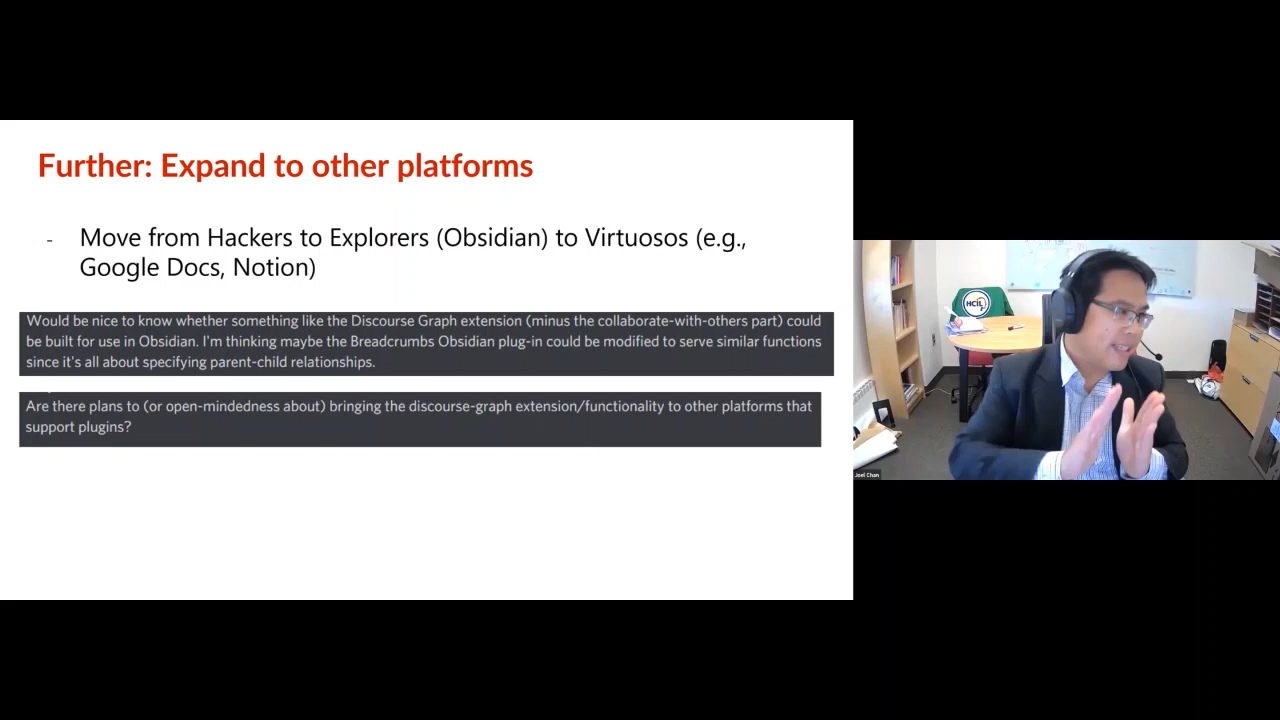 Further: Expand to other platforms
- Move from Hackers to Explorers (Obsidian) to Virtuosos (e.g.,
Google Docs, Notion)
Would be nice to know whether something like the Discourse Graph extension (minus the collaborate-with-others part) could
be built for use in Obsidian. I'm thinking maybe the Breadcrumbs Obsidian plug-in could be modified to serve similar functions
since it's all about specifying parent-child relationships.
Are there plans to (or open-mindedness about) bringing the discourse-graph extension/functionality to other platforms that
support plugins?
HCIL
Joel Chan